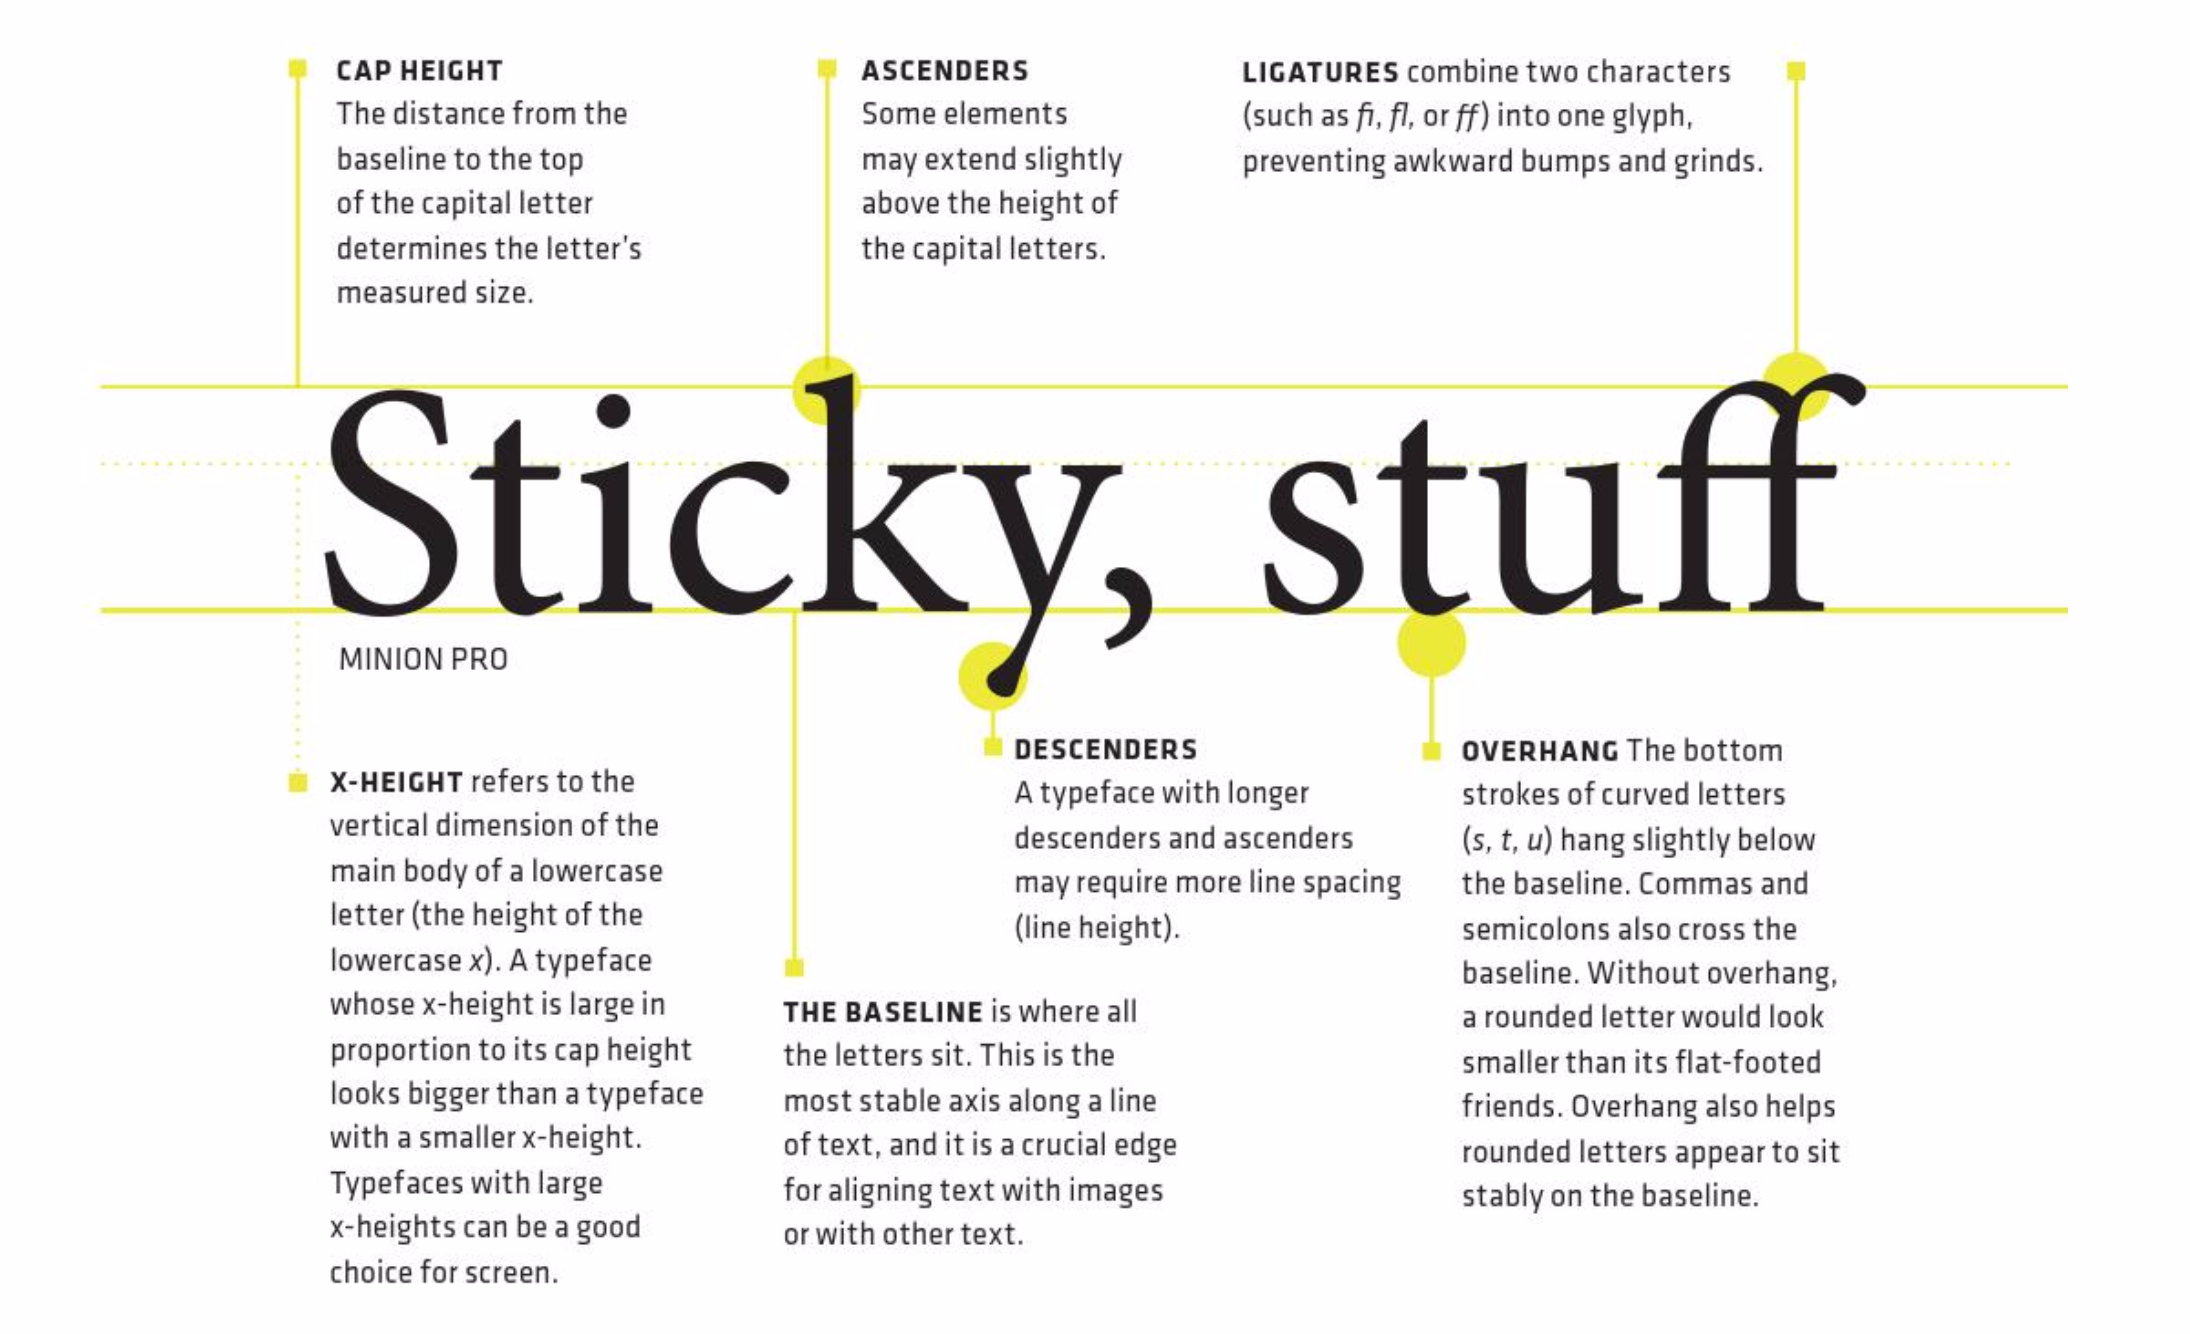 CAP HEIGHT
The distance from the
baseline to the top
of the capital letter
determines the letter's
measured size.
ASCENDERS
Some elements
may extend slightly
above the height of
the capital letters.
LIGATURES combine two characters
(such as fi, fl, or ff) into one glyph,
preventing awkward bumps and grinds.
Sticky, stuff
MINION PRO
X-HEIGHT refers to the
vertical dimension of the
main body of a lowercase
letter (the height of the
lowercase x). A typeface
whose x-height is large in
proportion to its cap height
looks bigger than a typeface
with a smaller x-height.
Typefaces with large
x-heights can be a good
choice for screen.
THE BASELINE is where all
the letters sit. This is the
most stable axis along a line
of text, and it is a crucial edge
for aligning text with images
or with other text.
DESCENDERS
A typeface with longer
descenders and ascenders
may require more line spacing
(line height).
OVERHANG The bottom
strokes of curved letters
(s, t, u) hang slightly below
the baseline. Commas and
semicolons also cross the
baseline. Without overhang,
a rounded letter would look
smaller than its flat-footed
friends. Overhang also helps
rounded letters appear to sit
stably on the baseline.